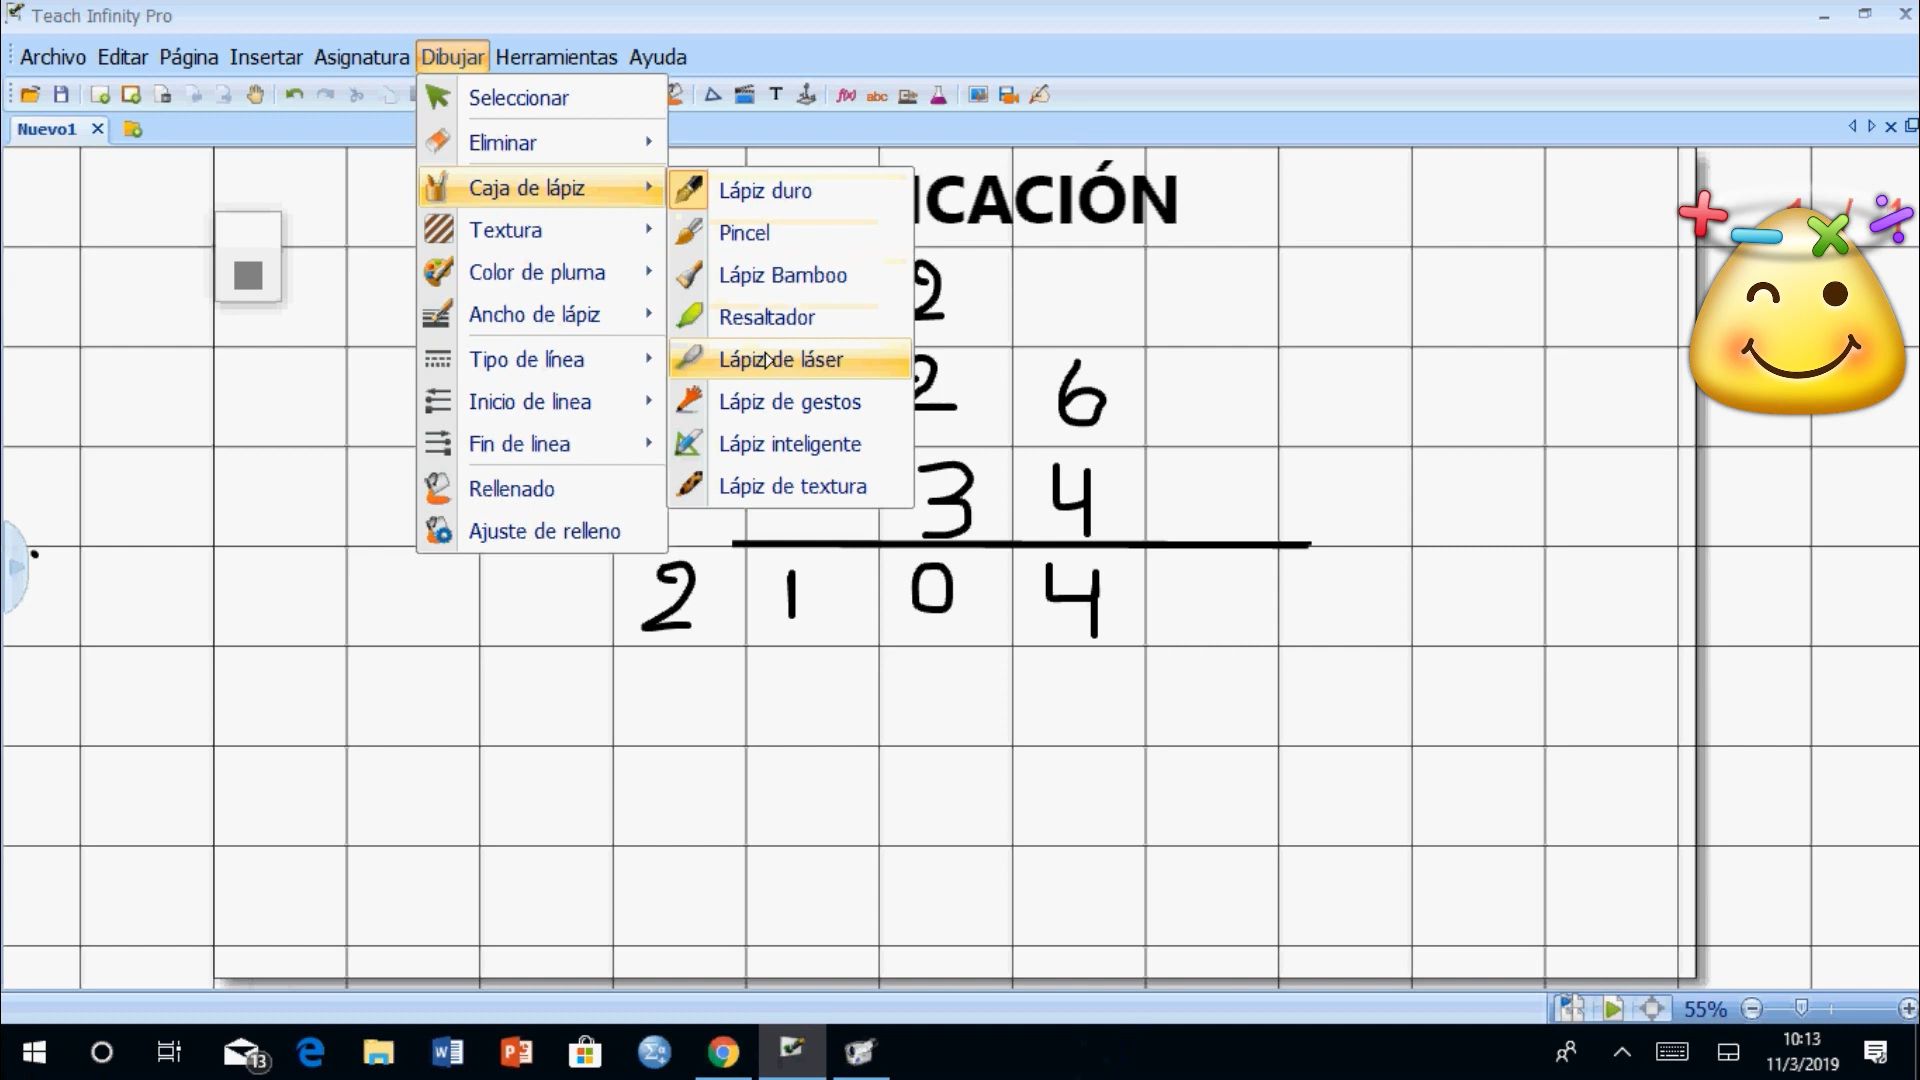 Teach Infinity Pro
Archivo Editar Página Insertar Asignatura Dibujar Herramientas Ayuda
T f(x) abc
Nuevo1
Seleccionar
Eliminar
Caja de lápiz
Textura
Color de pluma
Ancho de lápiz
Tipo de línea
Inicio de linea
Fin de linea
Rellenado
Ajuste de relleno
Lápiz duro
Pincel
Lápiz Bamboo
Resaltador
Lápiz de láser
Lápiz de gestos
Lápiz inteligente
Lápiz de textura
ICACIÓN
2
2 6
3 4
2 1 0 4
55%
13
10:13
11/3/2019